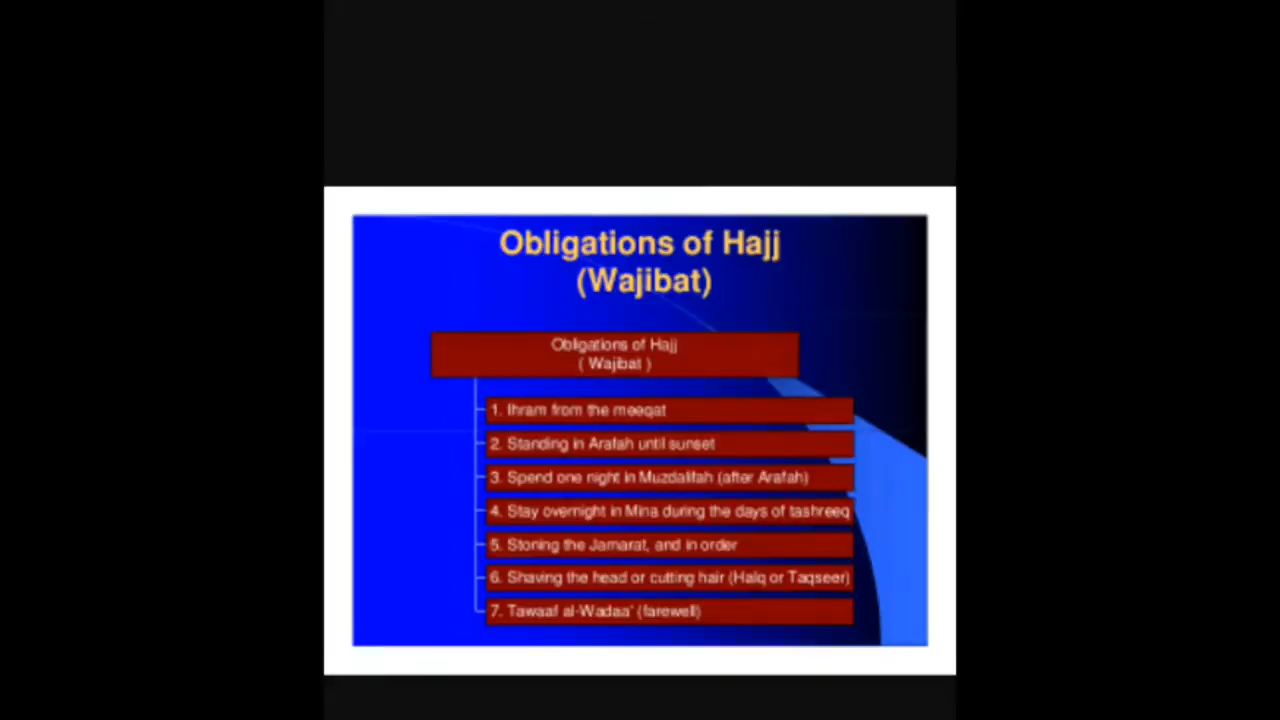 Obligations of Hajj
(Wajibat)
Obligations of Hajj
( Wajibat )
1. Ihram from the meeqat
2. Standing in Arafah until sunset
3. Spend one night in Muzdalifah (after Arafah)
4. Stay overnight in Mina during the days of tashreeq
5. Stoning the Jamarat, and in order
6. Shaving the head or cutting hair (Halq or Taqseer)
7. Tawaaf al-Wadaa' (farewell)